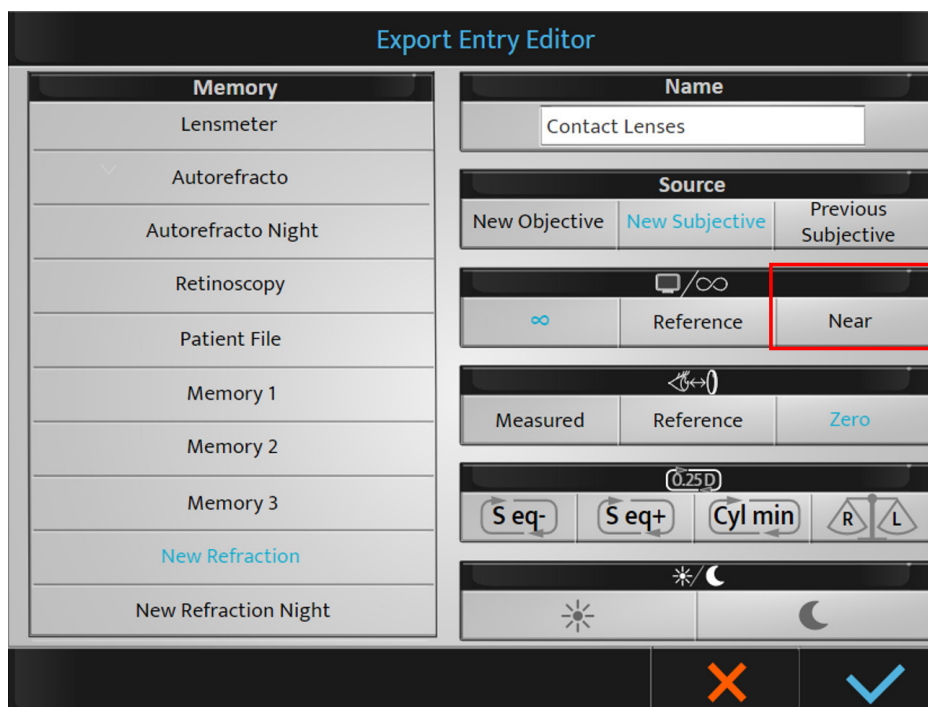 Export Entry Editor
Memory
Lensmeter
Autorefracto
Autorefracto Night
Retinoscopy
Patient File
Memory 1
Memory 2
Memory 3
New Refraction
New Refraction Night
Name
Contact Lenses
Source
New Objective
New Subjective
Previous
Subjective
/∞
∞
Reference
Near
Measured
Reference
Zero
0.25D
S eq-
S eq+
Cyl min
R
L
/